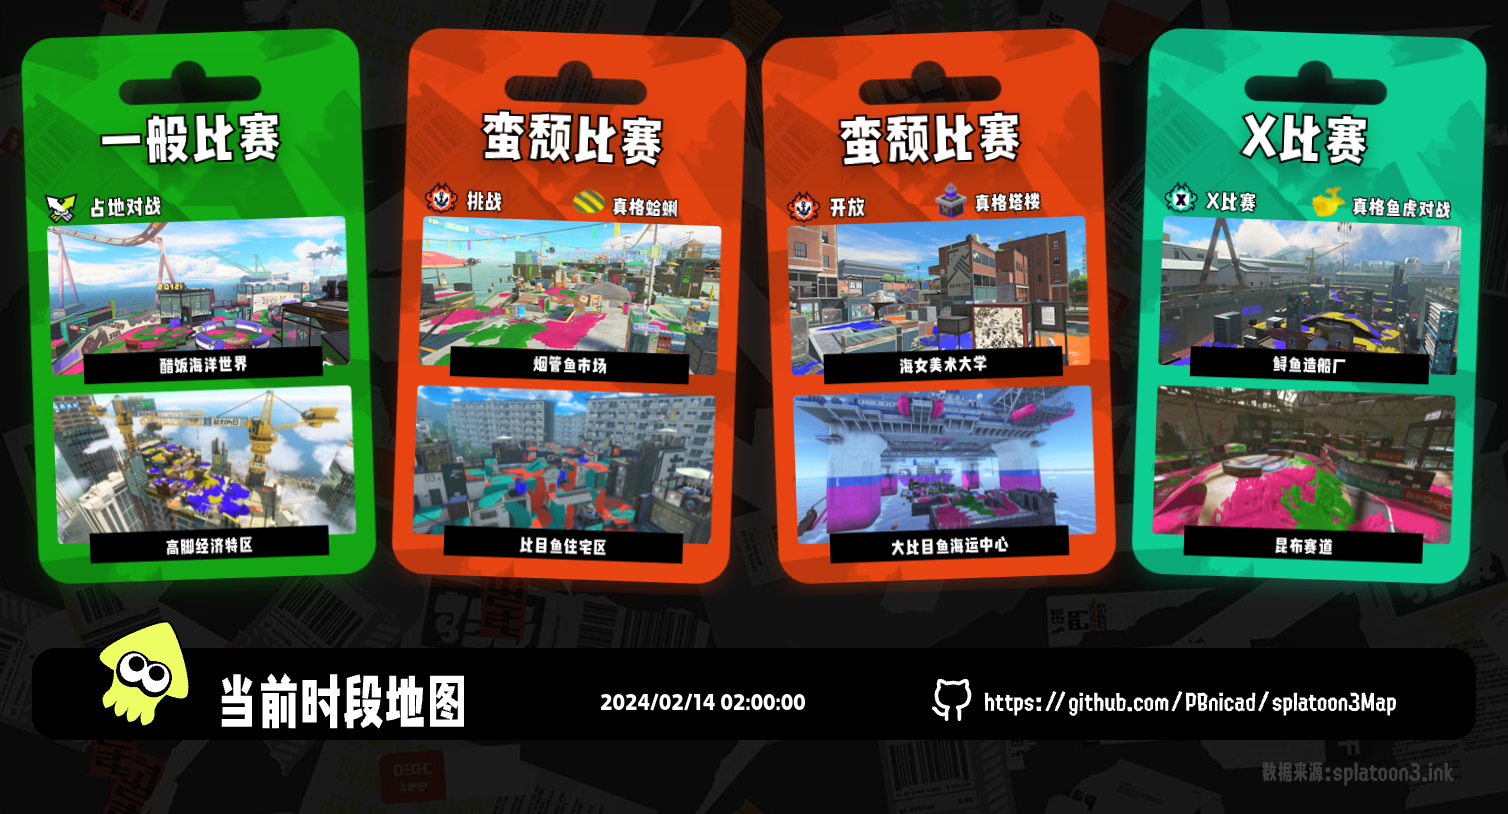 一般比赛
占地对战
醋饭海洋世界
高脚经济特区
蛮颓比赛
挑战
真格蛤蜊
烟管鱼市场
比目鱼住宅区
蛮颓比赛
开放
真格塔楼
海女美术大学
大比目鱼海运中心
X比赛
X比赛
真格鱼虎对战
鲟鱼造船厂
昆布赛道
当前时段地图
2024/02/14 02:00:00
https://github.com/PBnicad/splatoon3Map
数据来源:splatoon3.ink